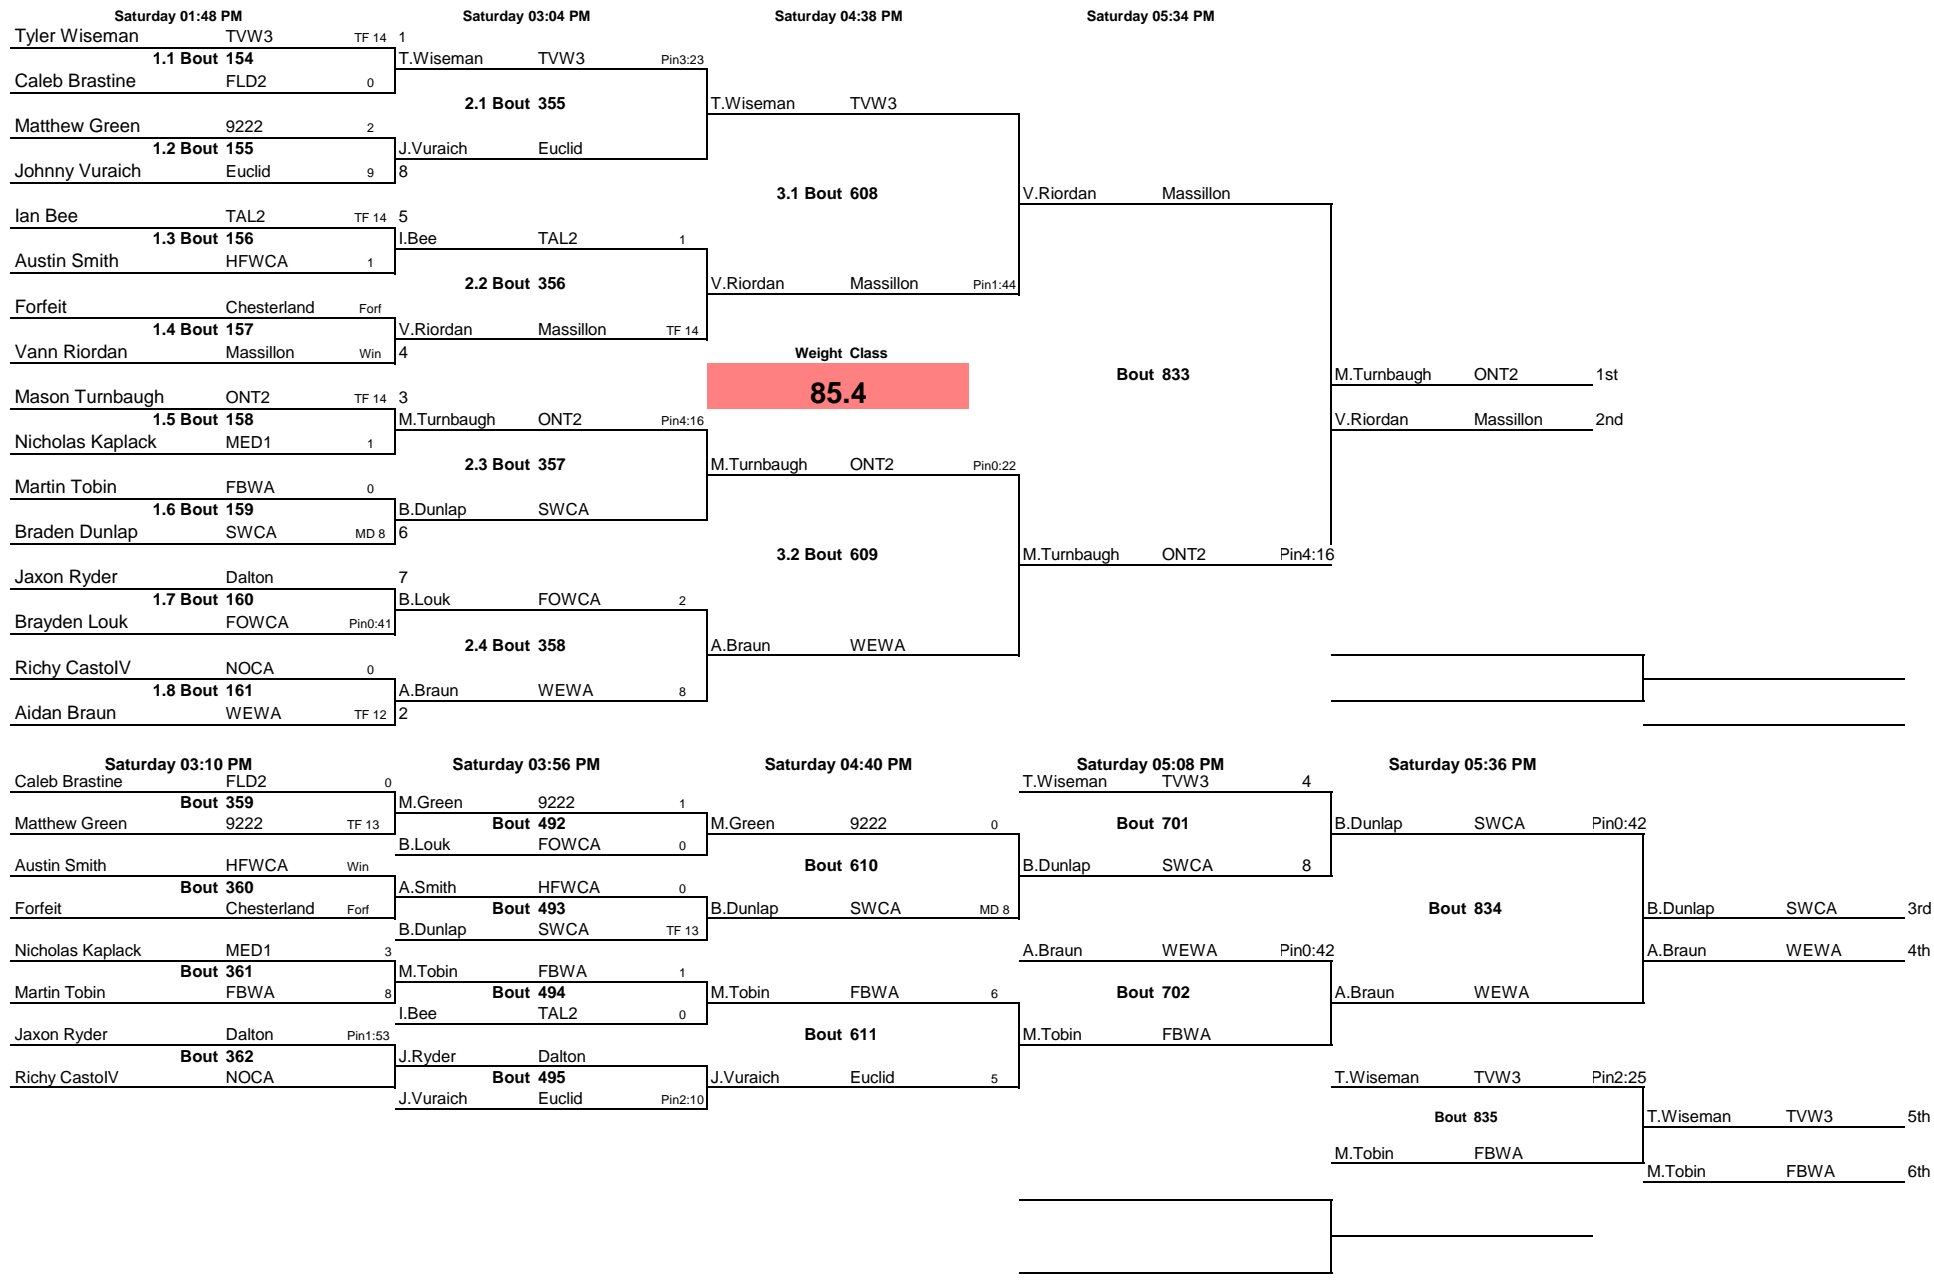 Saturday 01:48 PM Saturday 03:04 PM Saturday 04:38 PM Saturday 05:34 PM
Tyler Wiseman TVW3 TF 14 1
1.1 Bout 154 T.Wiseman TVW3 Pin3:23
Caleb Brastine FLD2 0
2.1 Bout 355 T.Wiseman TVW3
Matthew Green 9222 2
1.2 Bout 155 J.Vuraich Euclid
Johnny Vuraich Euclid 9 8
3.1 Bout 608 V.Riordan Massillon
Ian Bee TAL2 TF 14 5
1.3 Bout 156 I.Bee TAL2 1
Austin Smith HFWCA 1
2.2 Bout 356 V.Riordan Massillon Pin1:44
Forfeit Chesterland Forf
1.4 Bout 157 V.Riordan Massillon TF 14
Vann Riordan Massillon Win 4 Weight Class
Bout 833 M.Turnbaugh ONT2 1st
Mason Turnbaugh ONT2 TF 14 3 85.4
1.5 Bout 158 M.Turnbaugh ONT2 Pin4:16 V.Riordan Massillon 2nd
Nicholas Kaplack MED1 1
2.3 Bout 357 M.Turnbaugh ONT2 Pin0:22
Martin Tobin FBWA 0
1.6 Bout 159 B.Dunlap SWCA
Braden Dunlap SWCA MD 8 6
3.2 Bout 609 M.Turnbaugh ONT2 Pin4:16
Jaxon Ryder Dalton 7
1.7 Bout 160 B.Louk FOWCA 2
Brayden Louk FOWCA Pin0:41
2.4 Bout 358 A.Braun WEWA
Richy CastoIV NOCA 0
1.8 Bout 161 A.Braun WEWA 8
Aidan Braun WEWA TF 12 2
Saturday 03:10 PM Saturday 03:56 PM Saturday 04:40 PM Saturday 05:08 PM Saturday 05:36 PM
Caleb Brastine FLD2 0 T.Wiseman TVW3 4
Bout 359 M.Green 9222 1
Matthew Green 9222 TF 13 Bout 492 M.Green 9222 0 Bout 701 B.Dunlap SWCA Pin0:42
B.Louk FOWCA 0
Austin Smith HFWCA Win Bout 610 B.Dunlap SWCA 8
Bout 360 A.Smith HFWCA 0
Forfeit Chesterland Forf Bout 493 B.Dunlap SWCA MD 8 Bout 834 B.Dunlap SWCA 3rd
B.Dunlap SWCA TF 13
Nicholas Kaplack MED1 3 A.Braun WEWA Pin0:42 A.Braun WEWA 4th
Bout 361 M.Tobin FBWA 1
Martin Tobin FBWA 8 Bout 494 M.Tobin FBWA 6 Bout 702 A.Braun WEWA
I.Bee TAL2 0
Jaxon Ryder Dalton Pin1:53 Bout 611 M.Tobin FBWA
Bout 362 J.Ryder Dalton
Richy CastoIV NOCA Bout 495 J.Vuraich Euclid 5 T.Wiseman TVW3 Pin2:25
J.Vuraich Euclid Pin2:10
Bout 835 T.Wiseman TVW3 5th
M.Tobin FBWA
M.Tobin FBWA 6th